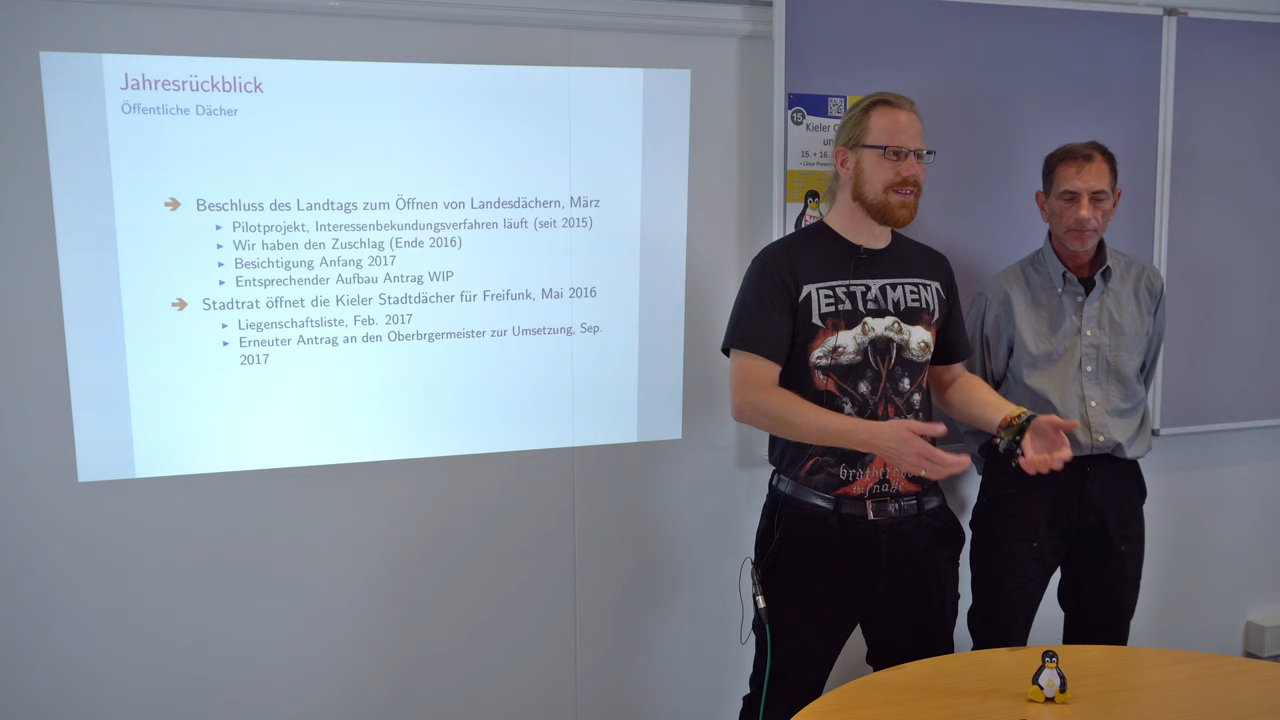 Jahresrückblick
Öffentliche Dächer
Beschluss des Landtags zum Öffnen von Landesdächern, März
Pilotprojekt, Interessenbekundungsverfahren läuft (seit 2015)
Wir haben den Zuschlag (Ende 2016)
Besichtigung Anfang 2017
Entsprechender Aufbau Antrag WIP
Stadtrat öffnet die Kieler Stadtdächer für Freifunk, Mai 2016
Liegenschaftsliste, Feb. 2017
Erneuter Antrag an den Oberbrgermeister zur Umsetzung, Sep.
2017
15.
Kieler
15. + 16.
TESTAMENT